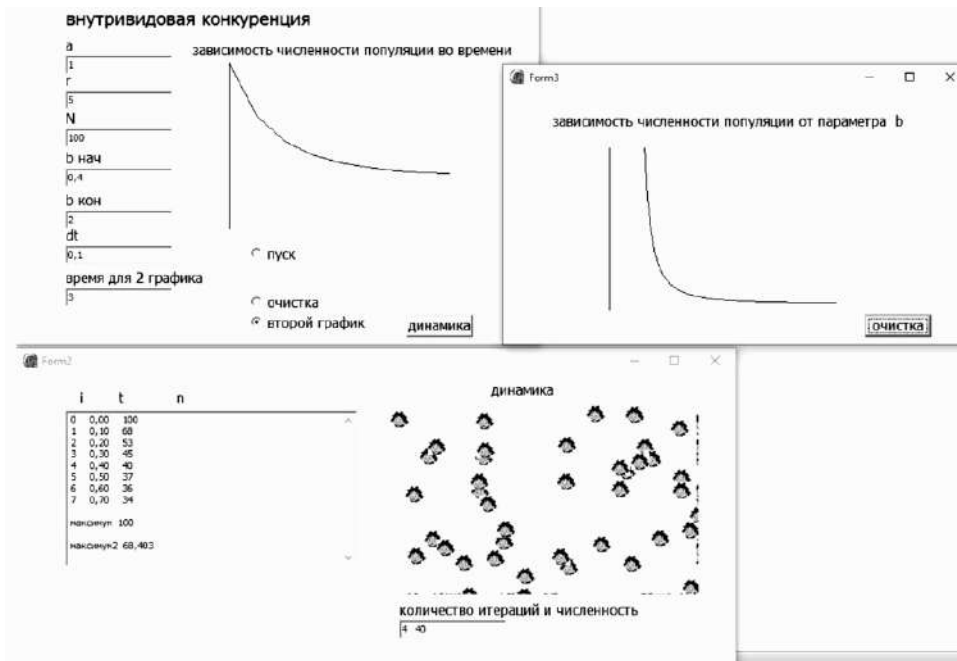 внутривидовая конкуренция
a
1
r
5
N
100
b нач
0,4
b кон
2
dt
0,1
время для 2 графика
3
зависимость численности популяции во времени
пуск
очистка
второй график
динамика
Form3
зависимость численности популяции от параметра b
очистка
Form2
i t n
0 0,00 100
1 0,10 68
2 0,20 53
3 0,30 45
4 0,40 40
5 0,50 37
6 0,60 36
7 0,70 34
максимум 100
максимум2 68,403
динамика
количество итераций и численность
4 40